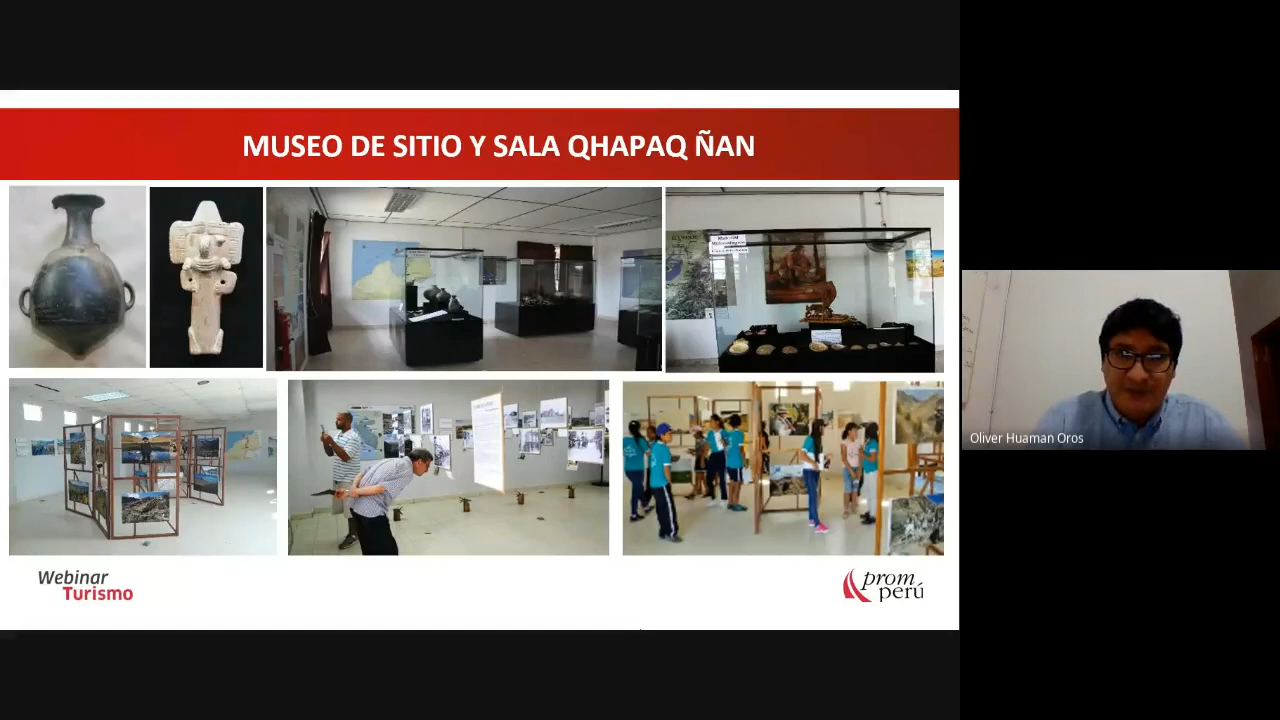 MUSEO DE SITIO Y SALA QHAPAQ ÑAN
Webinar
Turismo
prom
perú
Oliver Huaman Oros